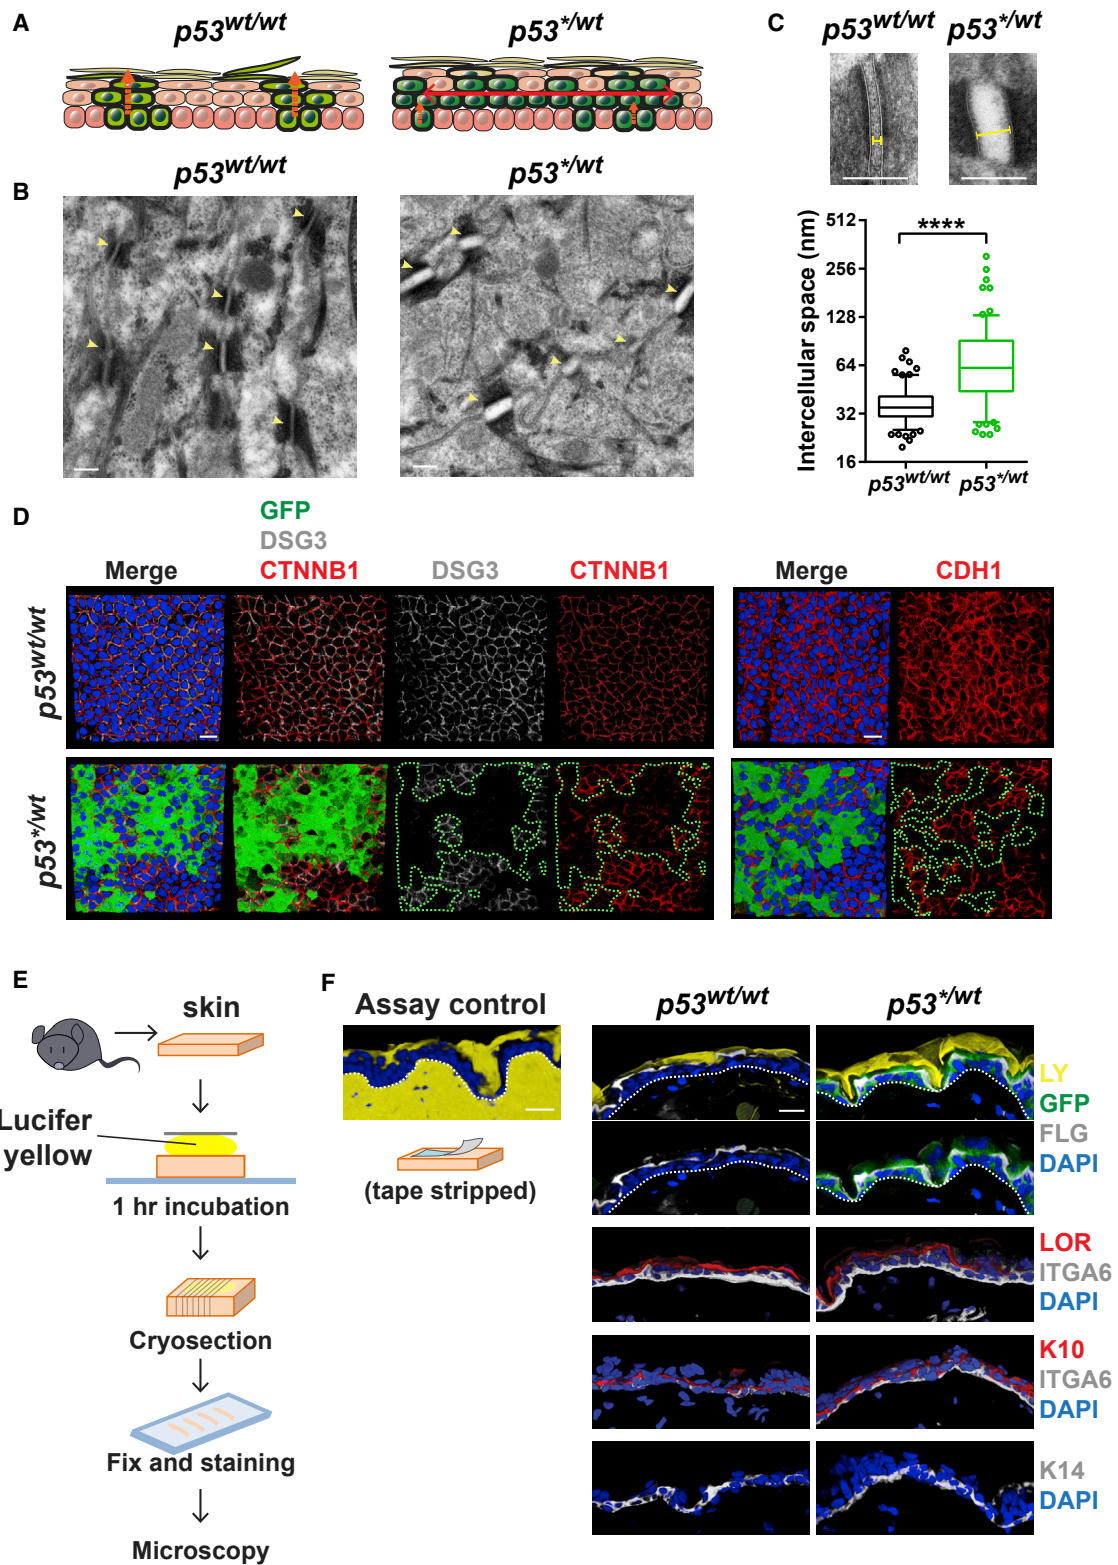 A
p53wt/wt
p53*/wt
C
p53wt/wt
p53*/wt
B
p53wt/wt
p53*/wt
Intercellular space (nm)
512
256
128
64
32
16
****
p53wt/wt
p53*/wt
D
GFP
DSG3
Merge
CTNNB1
DSG3
CTNNB1
Merge
CDH1
p53wt/wt
p53*/wt
E
skin
Lucifer
yellow
1 hr incubation
Cryosection
Fix and staining
Microscopy
F
Assay control
(tape stripped)
p53wt/wt
p53*/wt
LY
GFP
FLG
DAPI
LOR
ITGA6
DAPI
K10
ITGA6
DAPI
K14
DAPI